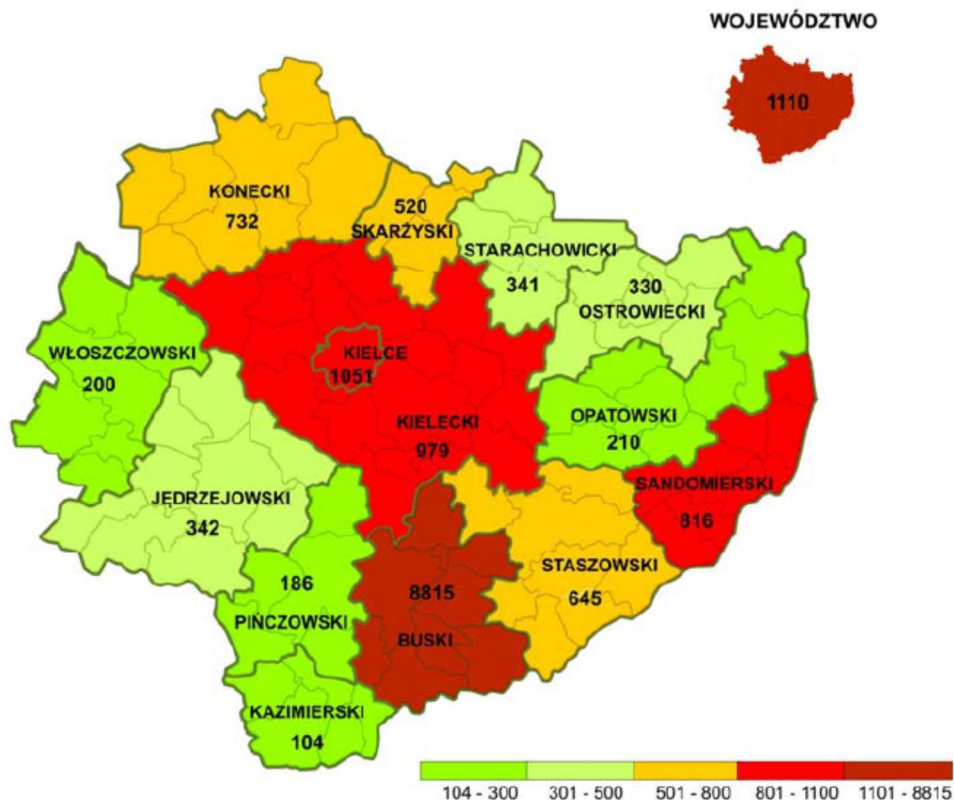 WOJEWÓDZTWO
1110
KONECKI
732
520
SKARŻYSKI
STARACHOWICKI
341
330
OSTROWIECKI
WŁOSZCZOWSKI
200
KIELCE
1051
KIELECKI
979
OPATOWSKI
210
SANDOMIERSKI
816
JĘDRZEJOWSKI
342
STASZOWSKI
645
186
PIŃCZOWSKI
8815
BUSKI
KAZIMIERSKI
104
104 - 300 301 - 500 501 - 800 801 - 1100 1101 - 8815